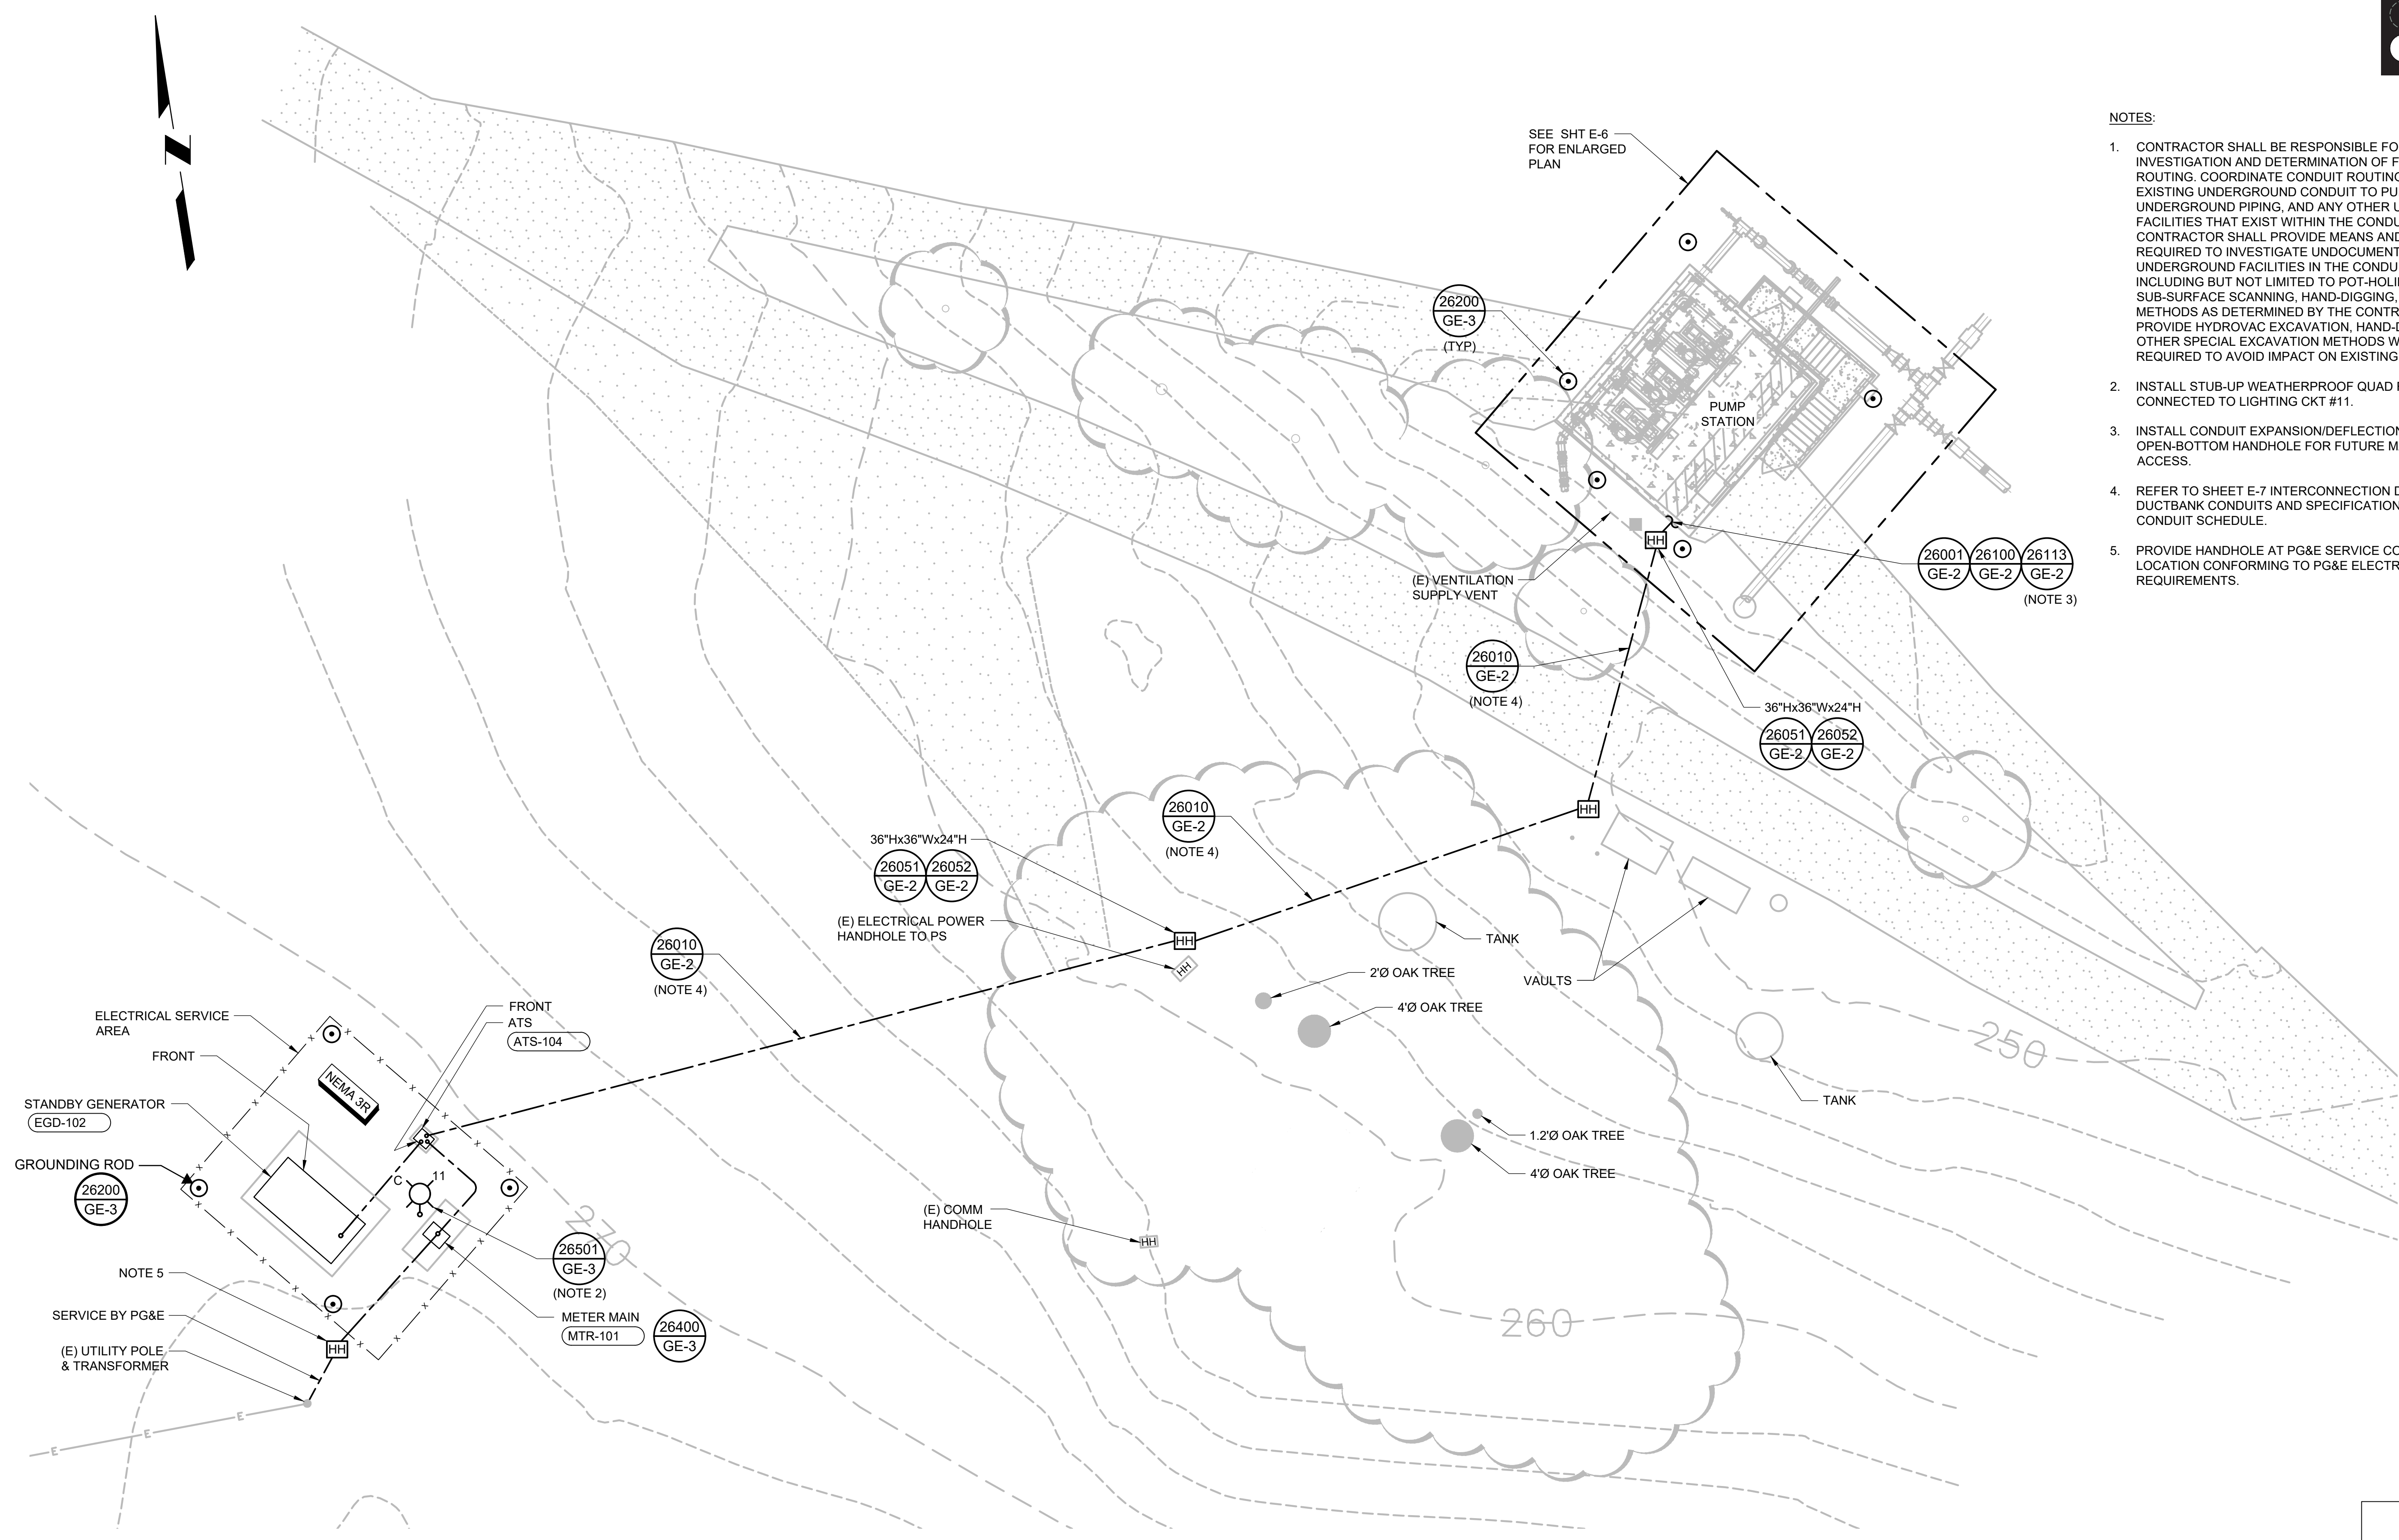 NOTES:
1. CONTRACTOR SHALL BE RESPONSIBLE FO
INVESTIGATION AND DETERMINATION OF F
ROUTING. COORDINATE CONDUIT ROUTING
EXISTING UNDERGROUND CONDUIT TO PU
UNDERGROUND PIPING, AND ANY OTHER U
FACILITIES THAT EXIST WITHIN THE CONDU
CONTRACTOR SHALL PROVIDE MEANS AND
REQUIRED TO INVESTIGATE UNDOCUMENT
UNDERGROUND FACILITIES IN THE CONDU
INCLUDING BUT NOT LIMITED TO POT-HOLI
SUB-SURFACE SCANNING, HAND-DIGGING,
METHODS AS DETERMINED BY THE CONTR
PROVIDE HYDROVAC EXCAVATION, HAND-D
OTHER SPECIAL EXCAVATION METHODS W
REQUIRED TO AVOID IMPACT ON EXISTING
2. INSTALL STUB-UP WEATHERPROOF QUAD
CONNECTED TO LIGHTING CKT #11.
3. INSTALL CONDUIT EXPANSION/DEFLECTION
OPEN-BOTTOM HANDHOLE FOR FUTURE M
ACCESS.
4. REFER TO SHEET E-7 INTERCONNECTION D
DUCTBANK CONDUITS AND SPECIFICATION
CONDUIT SCHEDULE.
5. PROVIDE HANDHOLE AT PG&E SERVICE CO
LOCATION CONFORMING TO PG&E ELECTR
REQUIREMENTS.
N
SEE SHT E-6
FOR ENLARGED
PLAN
26200
GE-3
(TYP)
PUMP
STATION
HH
(E) VENTILATION
SUPPLY VENT
26001 26100 26113
GE-2 GE-2 GE-2
(NOTE 3)
26010
GE-2
(NOTE 4)
36"Hx36"Wx24"H
26051 26052
GE-2 GE-2
HH
26010
GE-2
(NOTE 4)
36"Hx36"Wx24"H
26051 26052
GE-2 GE-2
(E) ELECTRICAL POWER
HANDHOLE TO PS
HH
HH
26010
GE-2
(NOTE 4)
TANK
2'Ø OAK TREE
4'Ø OAK TREE
VAULTS
TANK
250
1.2'Ø OAK TREE
4'Ø OAK TREE
(E) COMM
HANDHOLE
HH
260
270
FRONT
ATS
ATS-104
ELECTRICAL SERVICE
AREA
FRONT
STANDBY GENERATOR
EGD-102
NEMA 3R
GROUNDING ROD
26200
GE-3
C
11
26501
GE-3
(NOTE 2)
METER MAIN
MTR-101
26400
GE-3
NOTE 5
SERVICE BY PG&E
HH
(E) UTILITY POLE
& TRANSFORMER
E
E
E